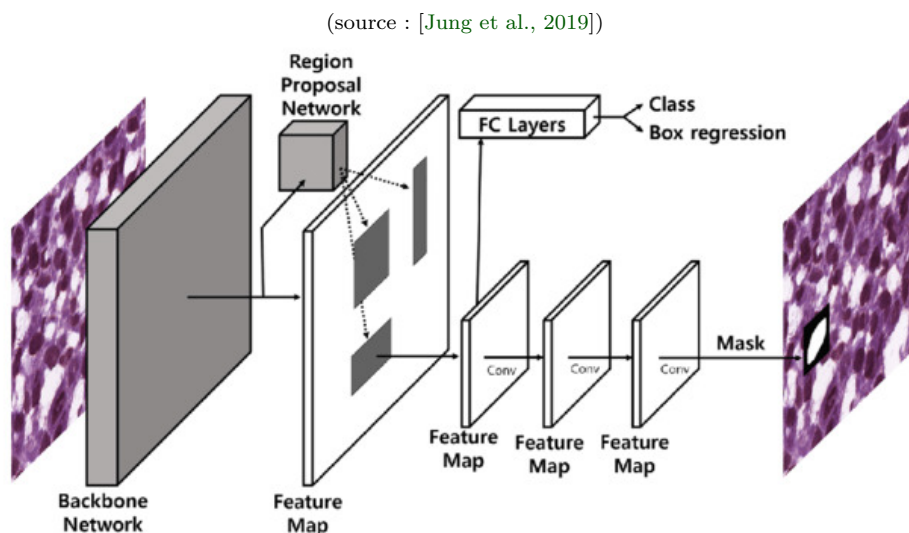 (source : [Jung et al., 2019])
Region
Proposal
Network
FC Layers
Class
Box regression
Conv
Conv
Conv
Mask
Feature
Map
Feature
Map
Feature
Map
Backbone
Network
Feature
Map